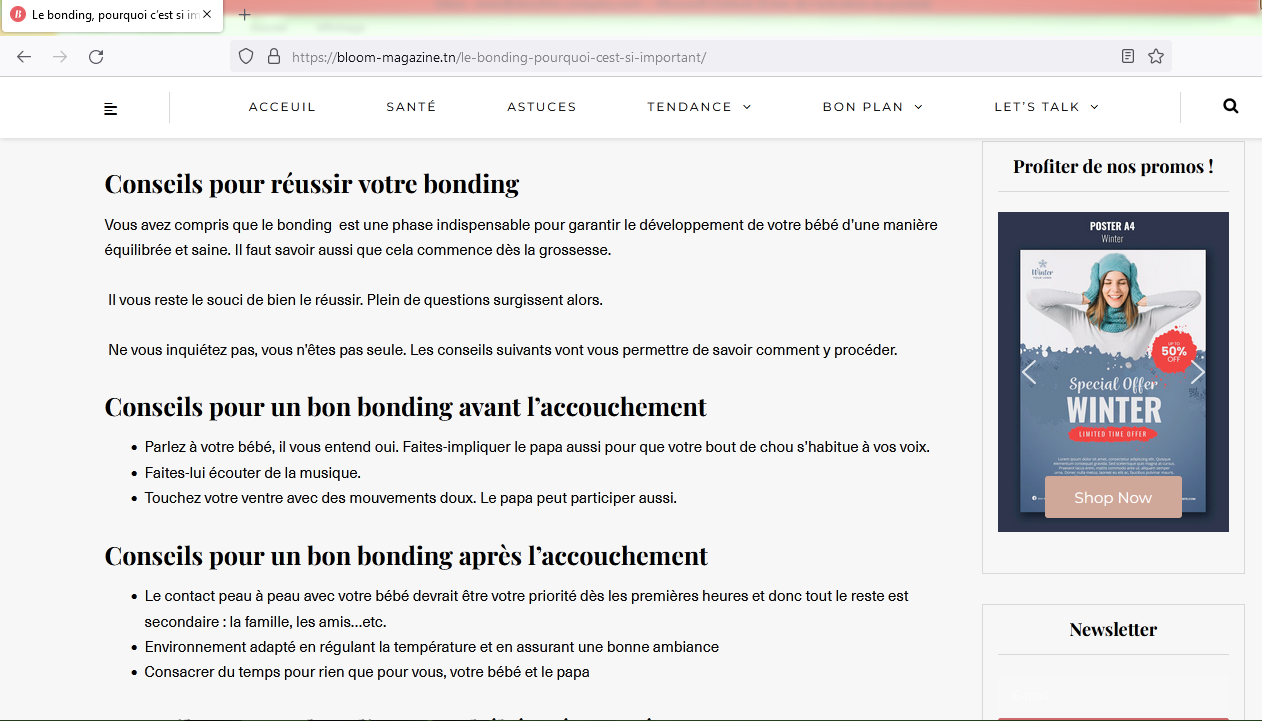 Le bonding, pourquoi c'est si im
https://bloom-magazine.tn/le-bonding-pourquoi-cest-si-important/
ACCEUIL SANTÉ ASTUCES TENDANCE BON PLAN LET'S TALK
Conseils pour réussir votre bonding
Vous avez compris que le bonding est une phase indispensable pour garantir le développement de votre bébé d'une manière
équilibrée et saine. Il faut savoir aussi que cela commence dès la grossesse.
Il vous reste le souci de bien le réussir. Plein de questions surgissent alors.
Ne vous inquiétez pas, vous n'êtes pas seule. Les conseils suivants vont vous permettre de savoir comment y procéder.
Conseils pour un bon bonding avant l'accouchement
• Parlez à votre bébé, il vous entend oui. Faites-impliquer le papa aussi pour que votre bout de chou s'habitue à vos voix.
• Faites-lui écouter de la musique.
• Touchez votre ventre avec des mouvements doux. Le papa peut participer aussi.
Conseils pour un bon bonding après l'accouchement
• Le contact peau à peau avec votre bébé devrait être votre priorité dès les premières heures et donc tout le reste est
secondaire : la famille, les amis...etc.
• Environnement adapté en régulant la température et en assurant une bonne ambiance
• Consacrer du temps pour rien que pour vous, votre bébé et le papa
Profiter de nos promos !
POSTER A4
Winter
Winter
UP TO
50%
OFF
Special Offer
WINTER
LIMITED TIME OFFER
Shop Now
Newsletter